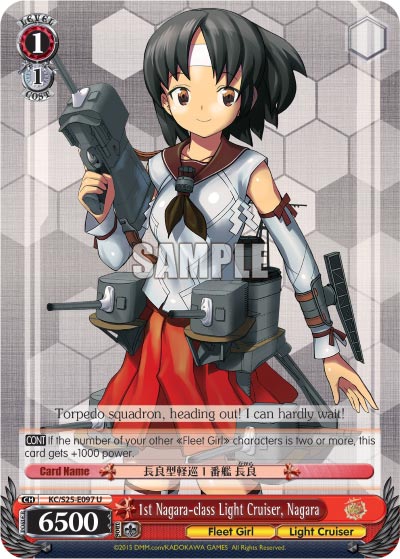 LEVEL
1
1
COST
SAMPLE
Torpedo squadron, heading out! I can hardly wait!
CONT If the number of your other «Fleet Girl» characters is two or more, this
card gets +1000 power.
Card Name 長良型軽巡1番艦 長良
CH KC/S25-E097 U
1st Nagara-class Light Cruiser, Nagara
POWER 6500 SOUL
Fleet Girl Light Cruiser
©2015 DMM.com/KADOKAWA GAMES All Rights Reserved.